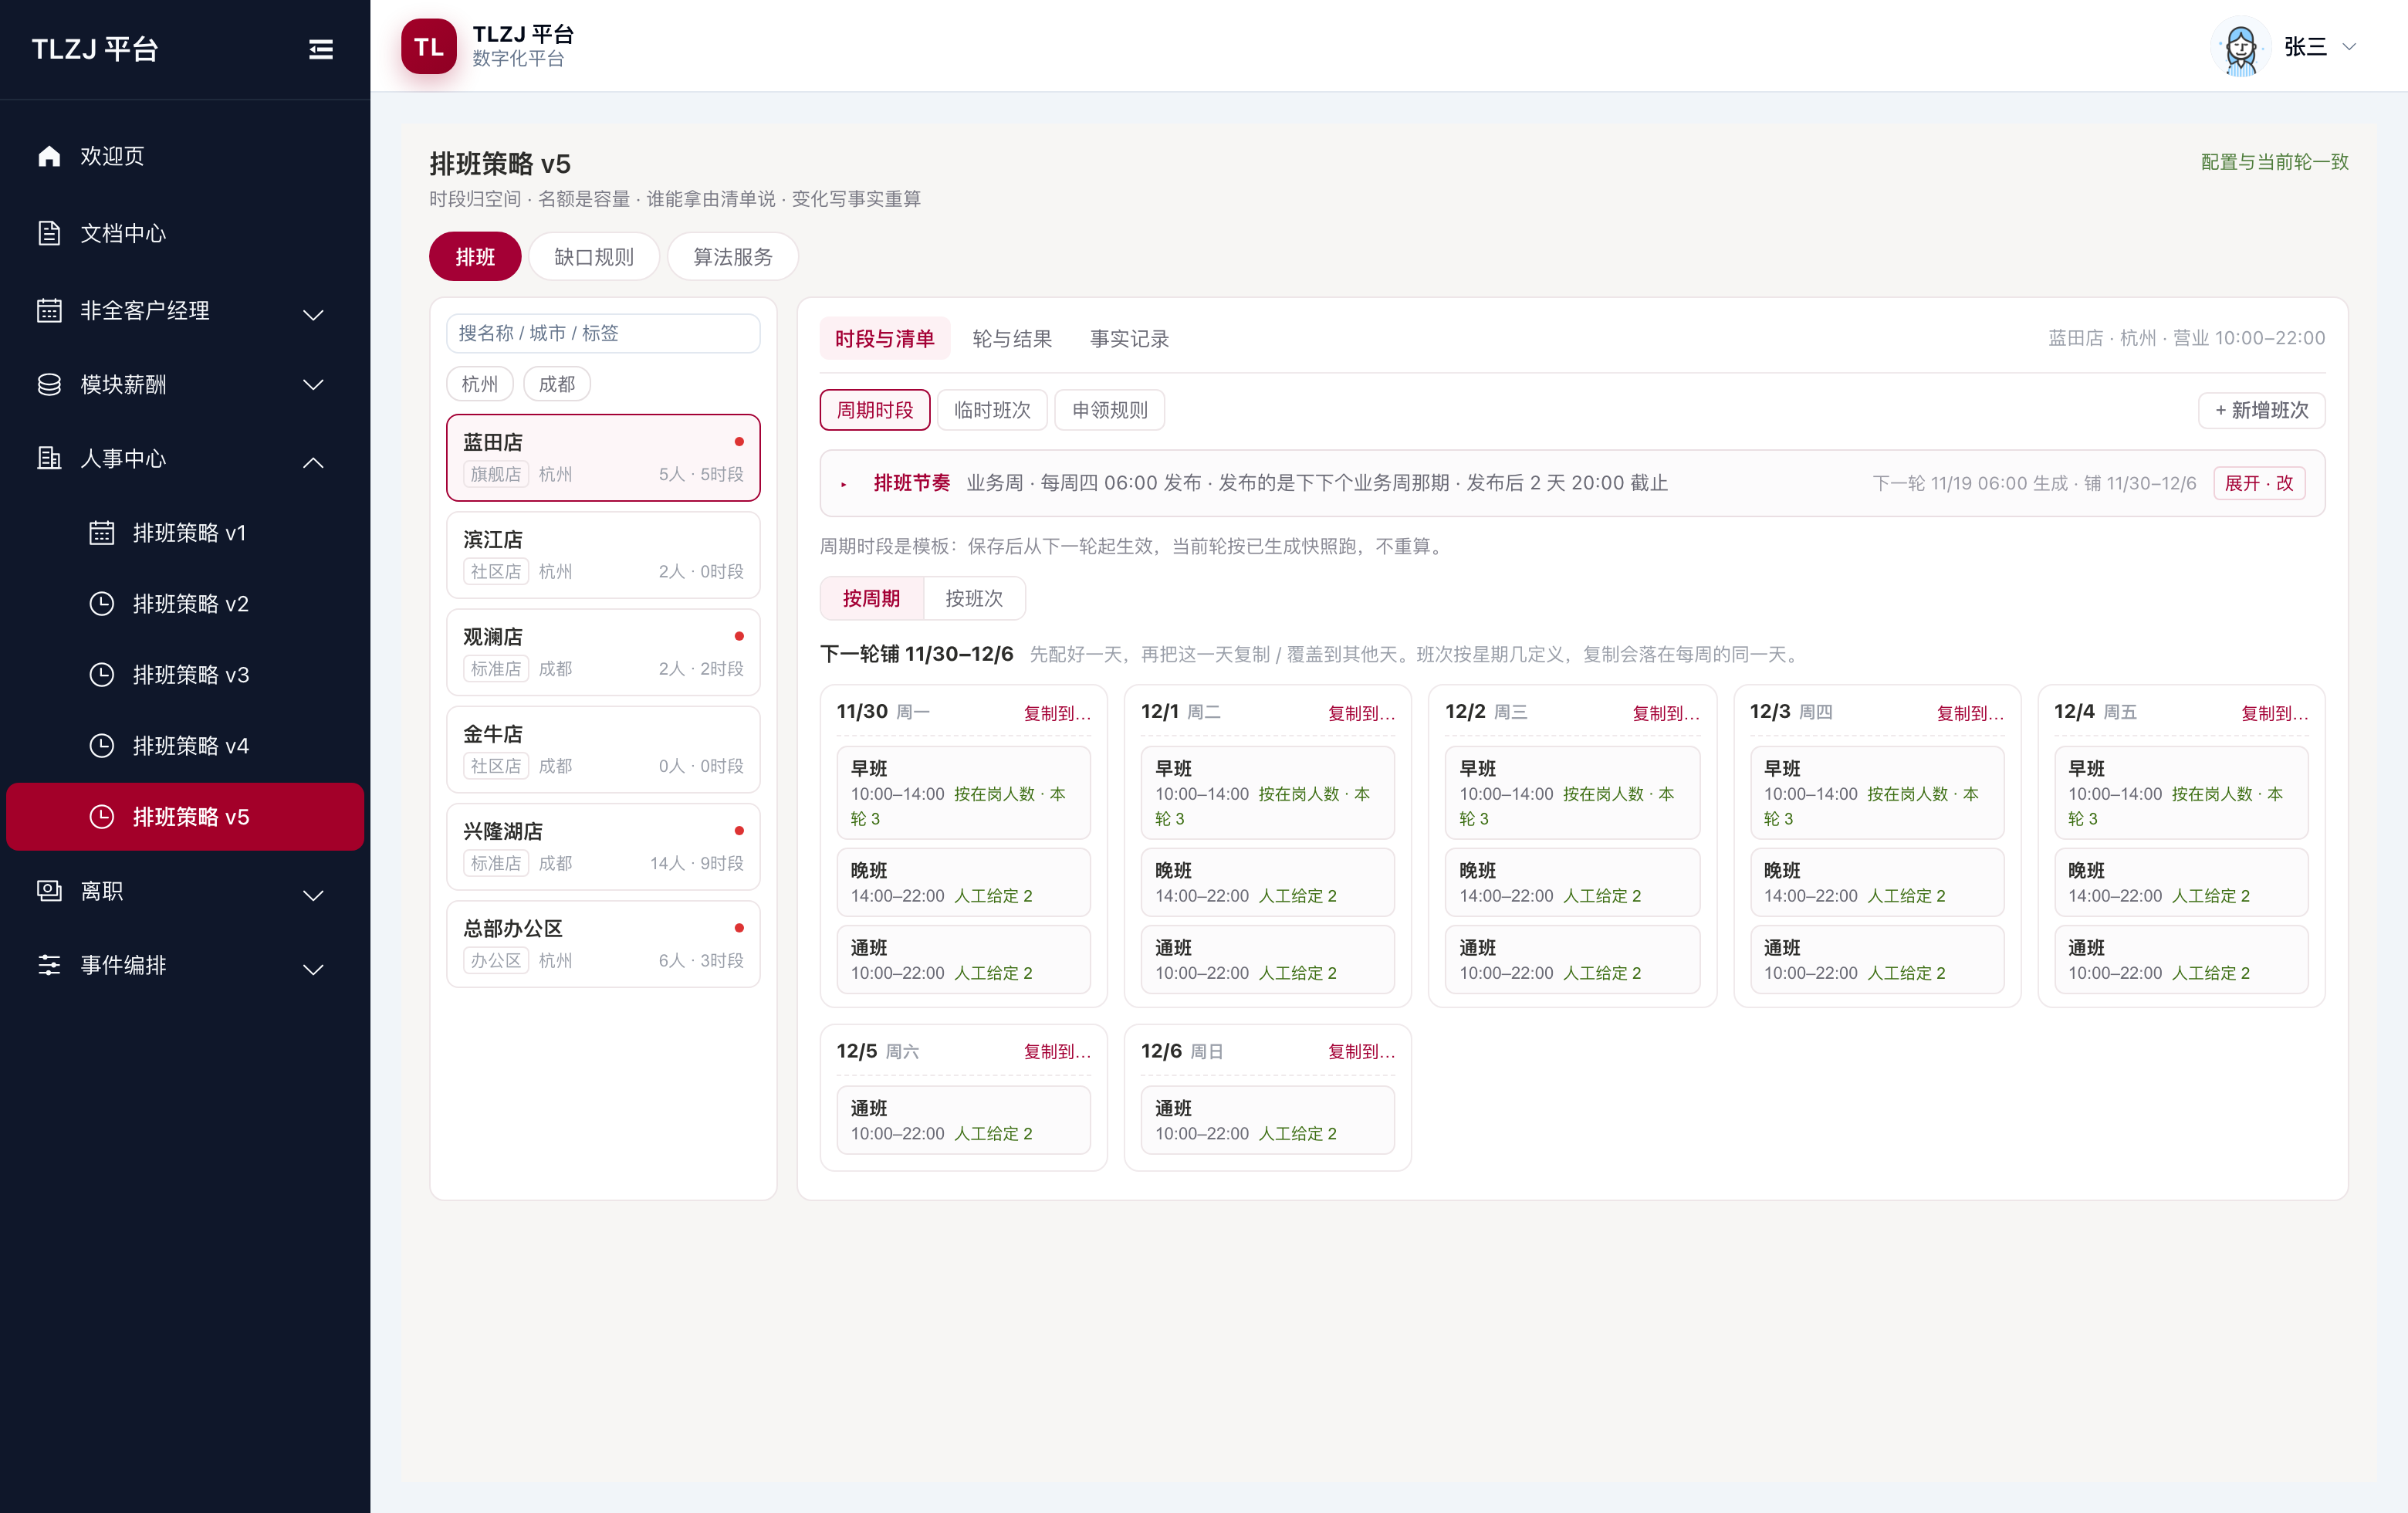 TLZJ 平台
欢迎页
文档中心
非全客户经理
模块薪酬
人事中心
排班策略 v1
排班策略 v2
排班策略 v3
排班策略 v4
排班策略 v5
离职
事件编排
TL
TLZJ 平台
数字化平台
张三
排班策略 v5
配置与当前轮一致
时段归空间 · 名额是容量 · 谁能拿由清单说 · 变化写事实重算
排班
缺口规则
算法服务
搜名称 / 城市 / 标签
杭州
成都
蓝田店
旗舰店 杭州 5人 · 5时段
滨江店
社区店 杭州 2人 · 0时段
观澜店
标准店 成都 2人 · 2时段
金牛店
社区店 成都 0人 · 0时段
兴隆湖店
标准店 成都 14人 · 9时段
总部办公区
办公区 杭州 6人 · 3时段
时段与清单 轮与结果 事实记录
蓝田店 · 杭州 · 营业 10:00–22:00
周期时段 临时班次 申领规则
+ 新增班次
排班节奏 业务周 · 每周四 06:00 发布 · 发布的是下下个业务周那期 · 发布后 2 天 20:00 截止
下一轮 11/19 06:00 生成 · 铺 11/30–12/6
展开 · 改
周期时段是模板：保存后从下一轮起生效，当前轮按已生成快照跑，不重算。
按周期 按班次
下一轮铺 11/30–12/6 先配好一天，再把这一天复制 / 覆盖到其他天。班次按星期几定义，复制会落在每周的同一天。
11/30 周一 复制到…
早班
10:00–14:00 按在岗人数 · 本
轮 3
晚班
14:00–22:00 人工给定 2
通班
10:00–22:00 人工给定 2
12/1 周二 复制到…
早班
10:00–14:00 按在岗人数 · 本
轮 3
晚班
14:00–22:00 人工给定 2
通班
10:00–22:00 人工给定 2
12/2 周三 复制到…
早班
10:00–14:00 按在岗人数 · 本
轮 3
晚班
14:00–22:00 人工给定 2
通班
10:00–22:00 人工给定 2
12/3 周四 复制到…
早班
10:00–14:00 按在岗人数 · 本
轮 3
晚班
14:00–22:00 人工给定 2
通班
10:00–22:00 人工给定 2
12/4 周五 复制到…
早班
10:00–14:00 按在岗人数 · 本
轮 3
晚班
14:00–22:00 人工给定 2
通班
10:00–22:00 人工给定 2
12/5 周六 复制到…
通班
10:00–22:00 人工给定 2
12/6 周日 复制到…
通班
10:00–22:00 人工给定 2